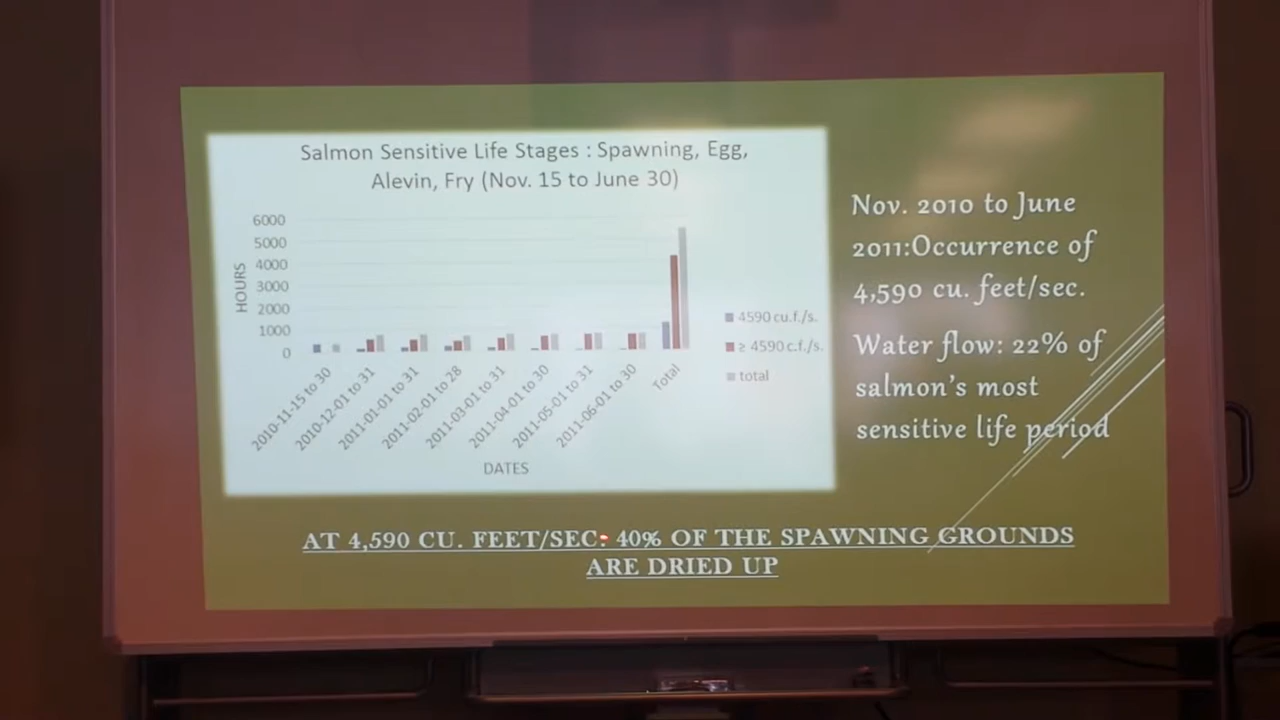 Salmon Sensitive Life Stages : Spawning, Egg,
Alevin, Fry (Nov. 15 to June 30)
6000
5000
4000
3000
2000
1000
0
HOURS
2010-11-15 to 30
2010-12-01 to 31
2011-01-01 to 31
2011-02-01 to 28
2011-03-01 to 31
2011-04-01 to 30
2011-05-01 to 31
2011-06-01 to 30
Total
DATES
4590 cu.f./s.
≥ 4590 c.f./s.
total
Nov. 2010 to June
2011:Occurrence of
4,590 cu. feet/sec.
Water flow: 22% of
salmon's most
sensitive life period
AT 4,590 CU. FEET/SEC: 40% OF THE SPAWNING GROUNDS
ARE DRIED UP